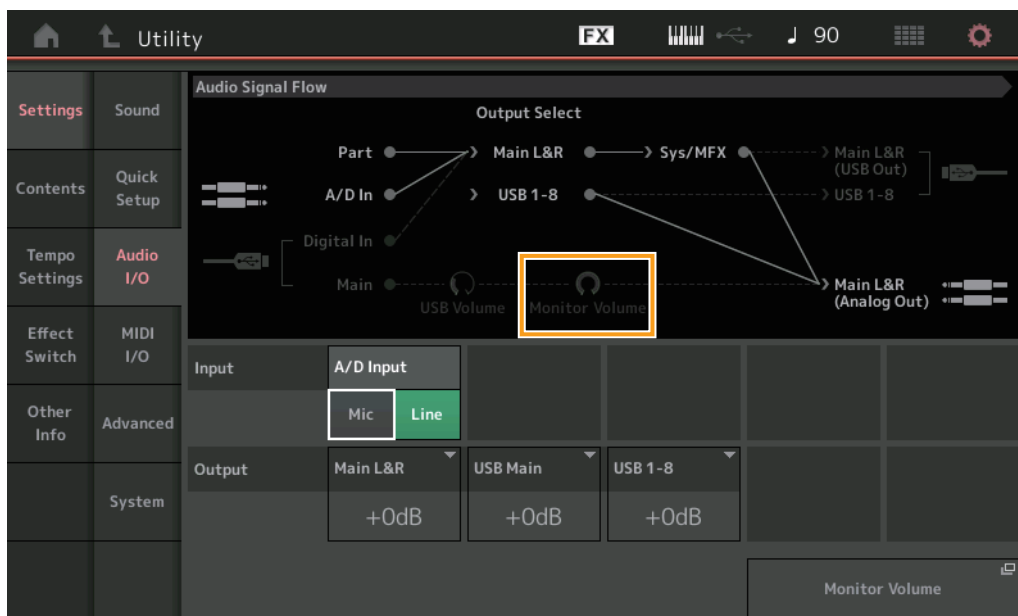 Utility
FX
90
Settings
Sound
Contents
Quick
Setup
Tempo
Settings
Audio
I/O
Effect
Switch
MIDI
I/O
Other
Info
Advanced
System
Audio Signal Flow
Output Select
Part
Main L&R
Sys/MFX
Main L&R
(USB Out)
A/D In
USB 1-8
USB 1-8
Digital In
Main
USB Volume
Monitor Volume
Main L&R
(Analog Out)
Input
A/D Input
Mic
Line
Output
Main L&R
USB Main
USB 1-8
+0dB
+0dB
+0dB
Monitor Volume